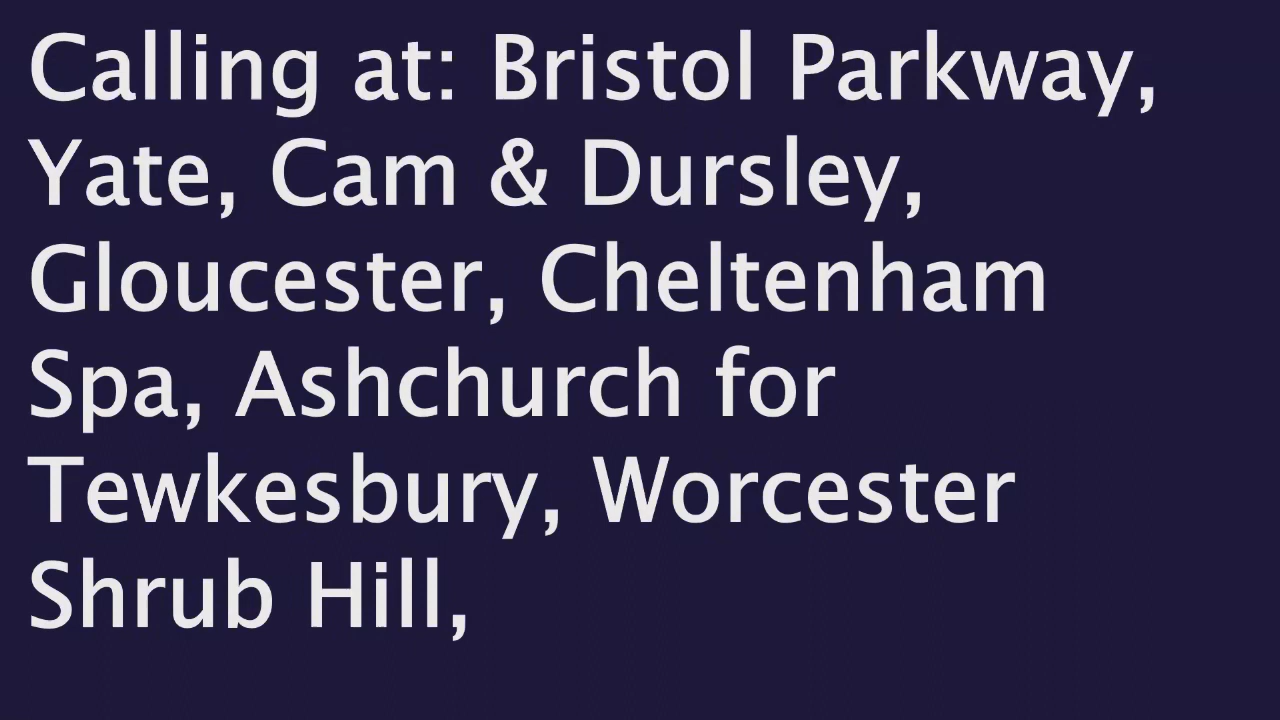 Calling at: Bristol Parkway,
Yate, Cam & Dursley,
Gloucester, Cheltenham
Spa, Ashchurch for
Tewkesbury, Worcester
Shrub Hill,